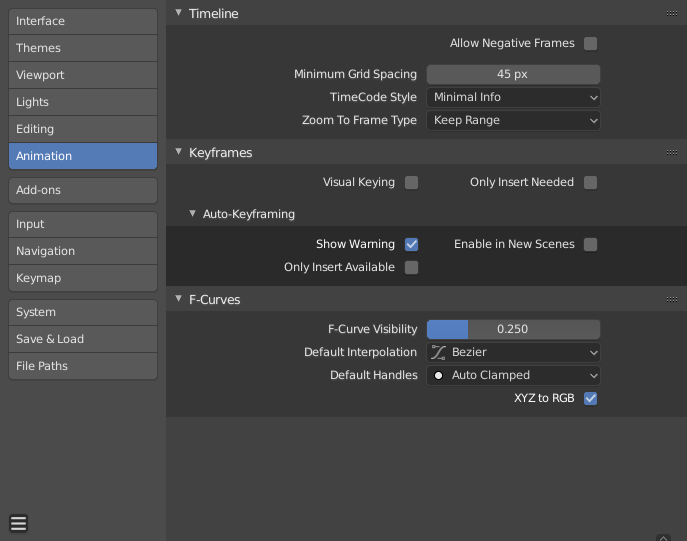 Interface
Themes
Viewport
Lights
Editing
Animation
Add-ons
Input
Navigation
Keymap
System
Save & Load
File Paths
Timeline
Allow Negative Frames
Minimum Grid Spacing 45 px
TimeCode Style Minimal Info
Zoom To Frame Type Keep Range
Keyframes
Visual Keying Only Insert Needed
Auto-Keyframing
Show Warning Enable in New Scenes
Only Insert Available
F-Curves
F-Curve Visibility 0.250
Default Interpolation Bezier
Default Handles Auto Clamped
XYZ to RGB